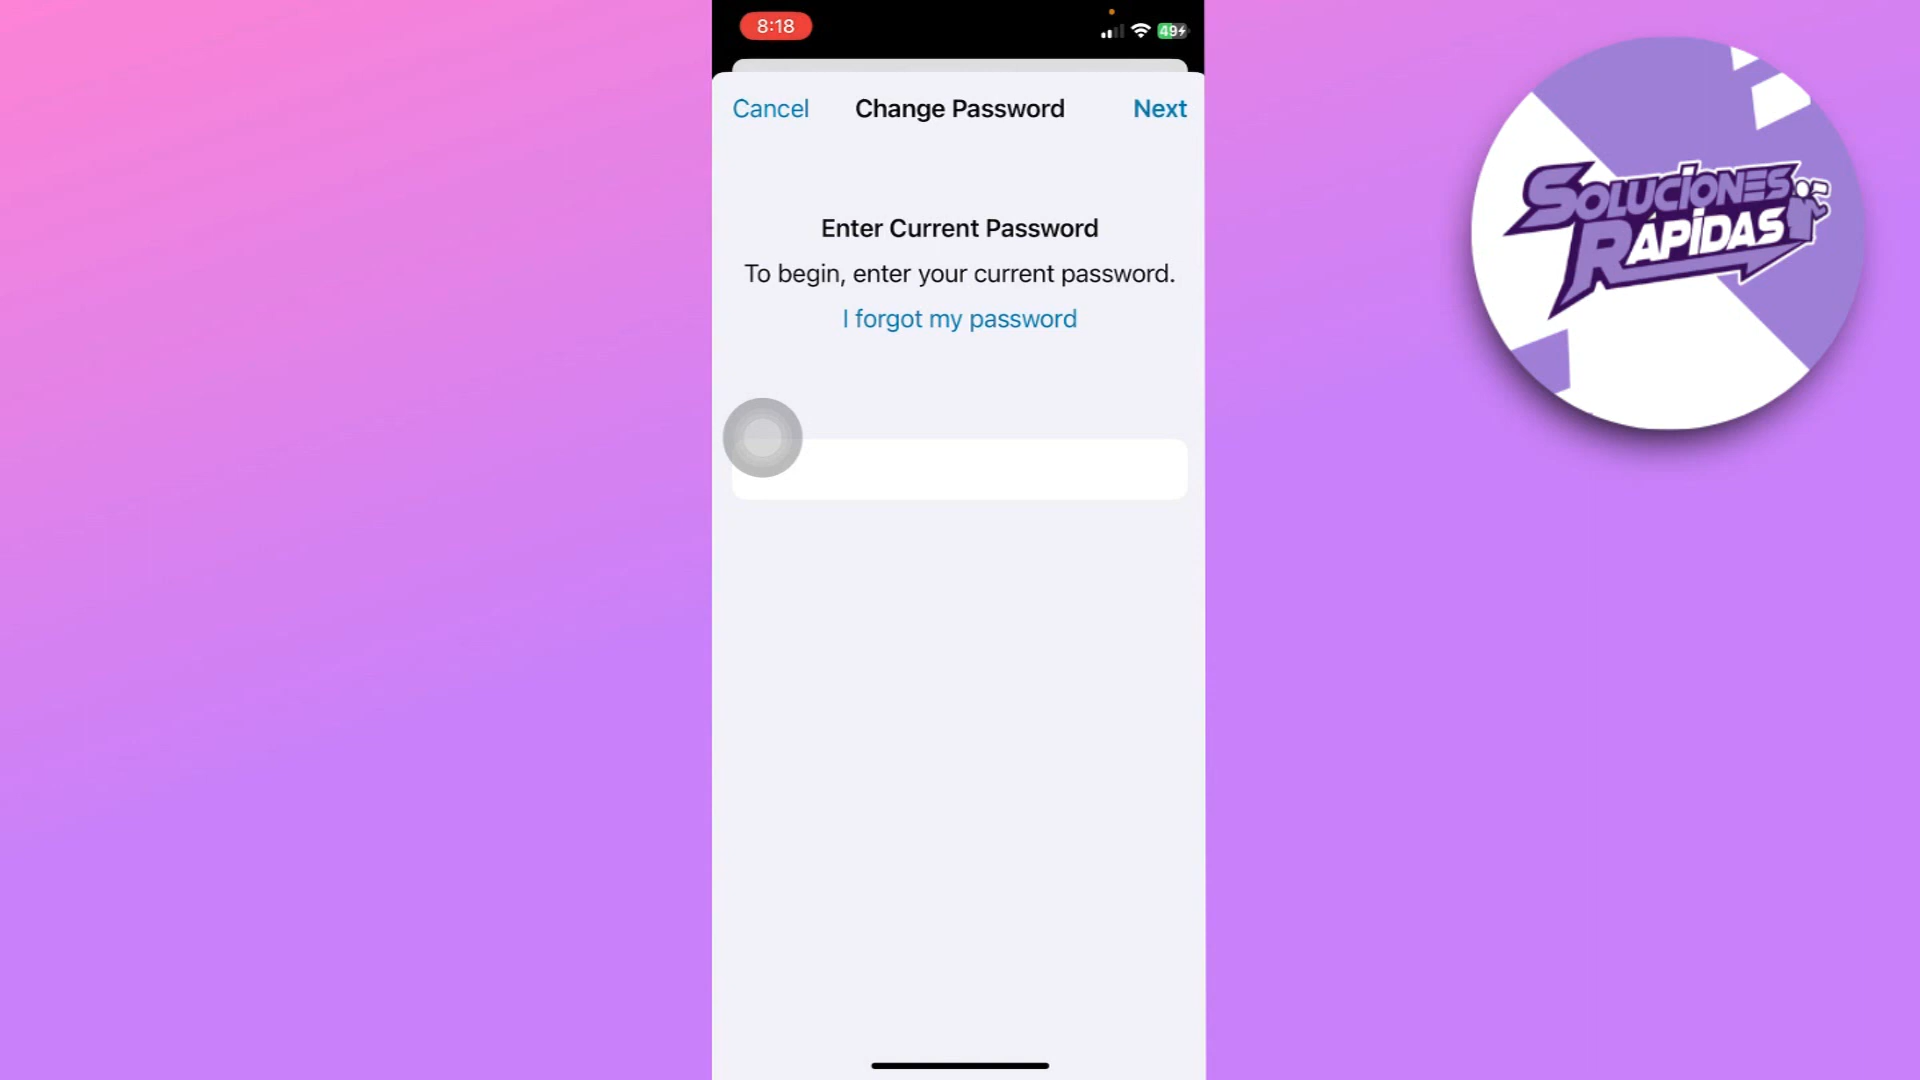 8:18
49
Cancel
Change Password
Next
Enter Current Password
To begin, enter your current password.
I forgot my password
SOLUCIONES
RÁPIDAS